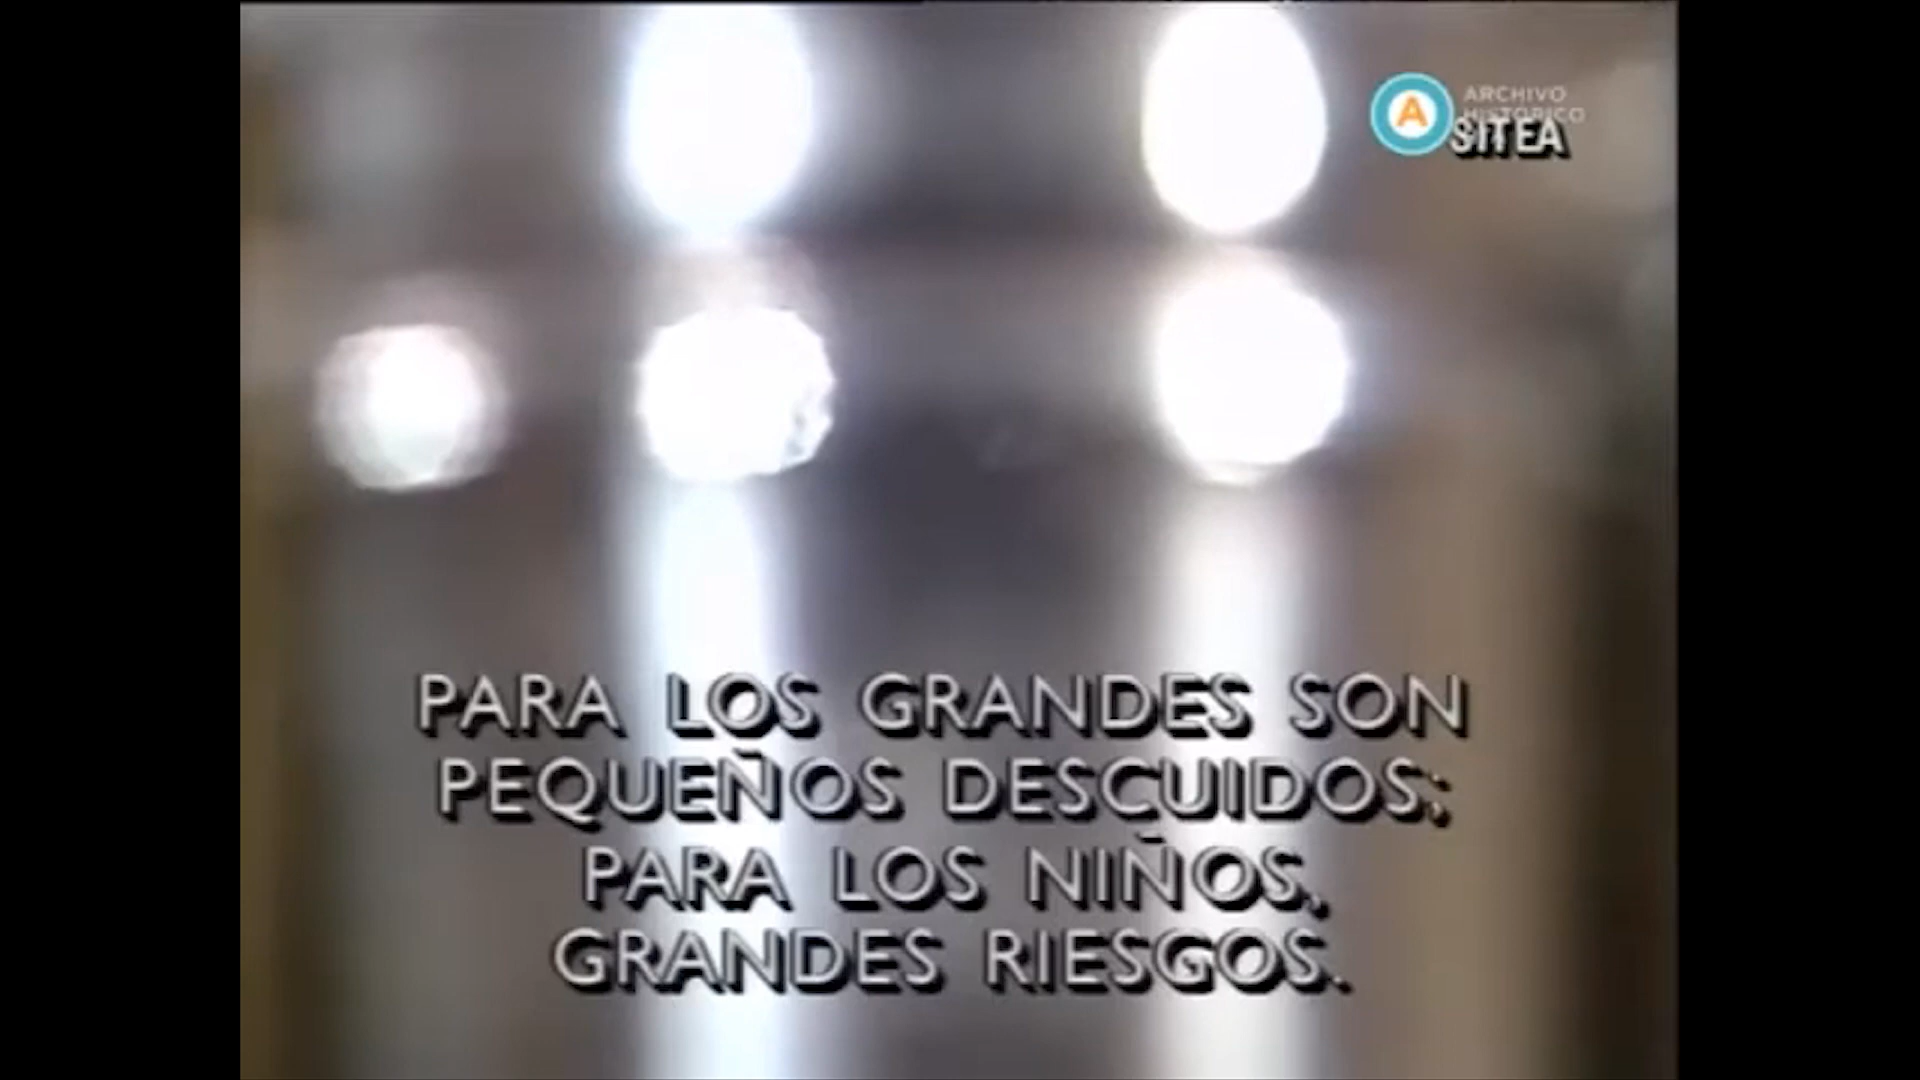 A
ARCHIVO
HISTÓRICO
SITEA
PARA LOS GRANDES SON
PEQUEÑOS DESCUIDOS;
PARA LOS NIÑOS,
GRANDES RIESGOS.